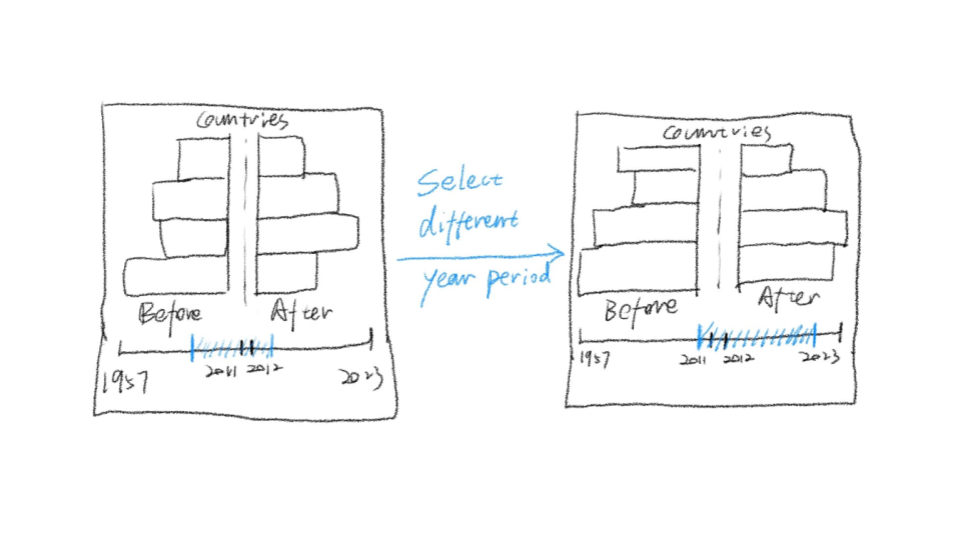 Countries
Before After
2011 2012
1957 2023
Select
different
year period
Countries
Before After
1957 2011 2012 2023